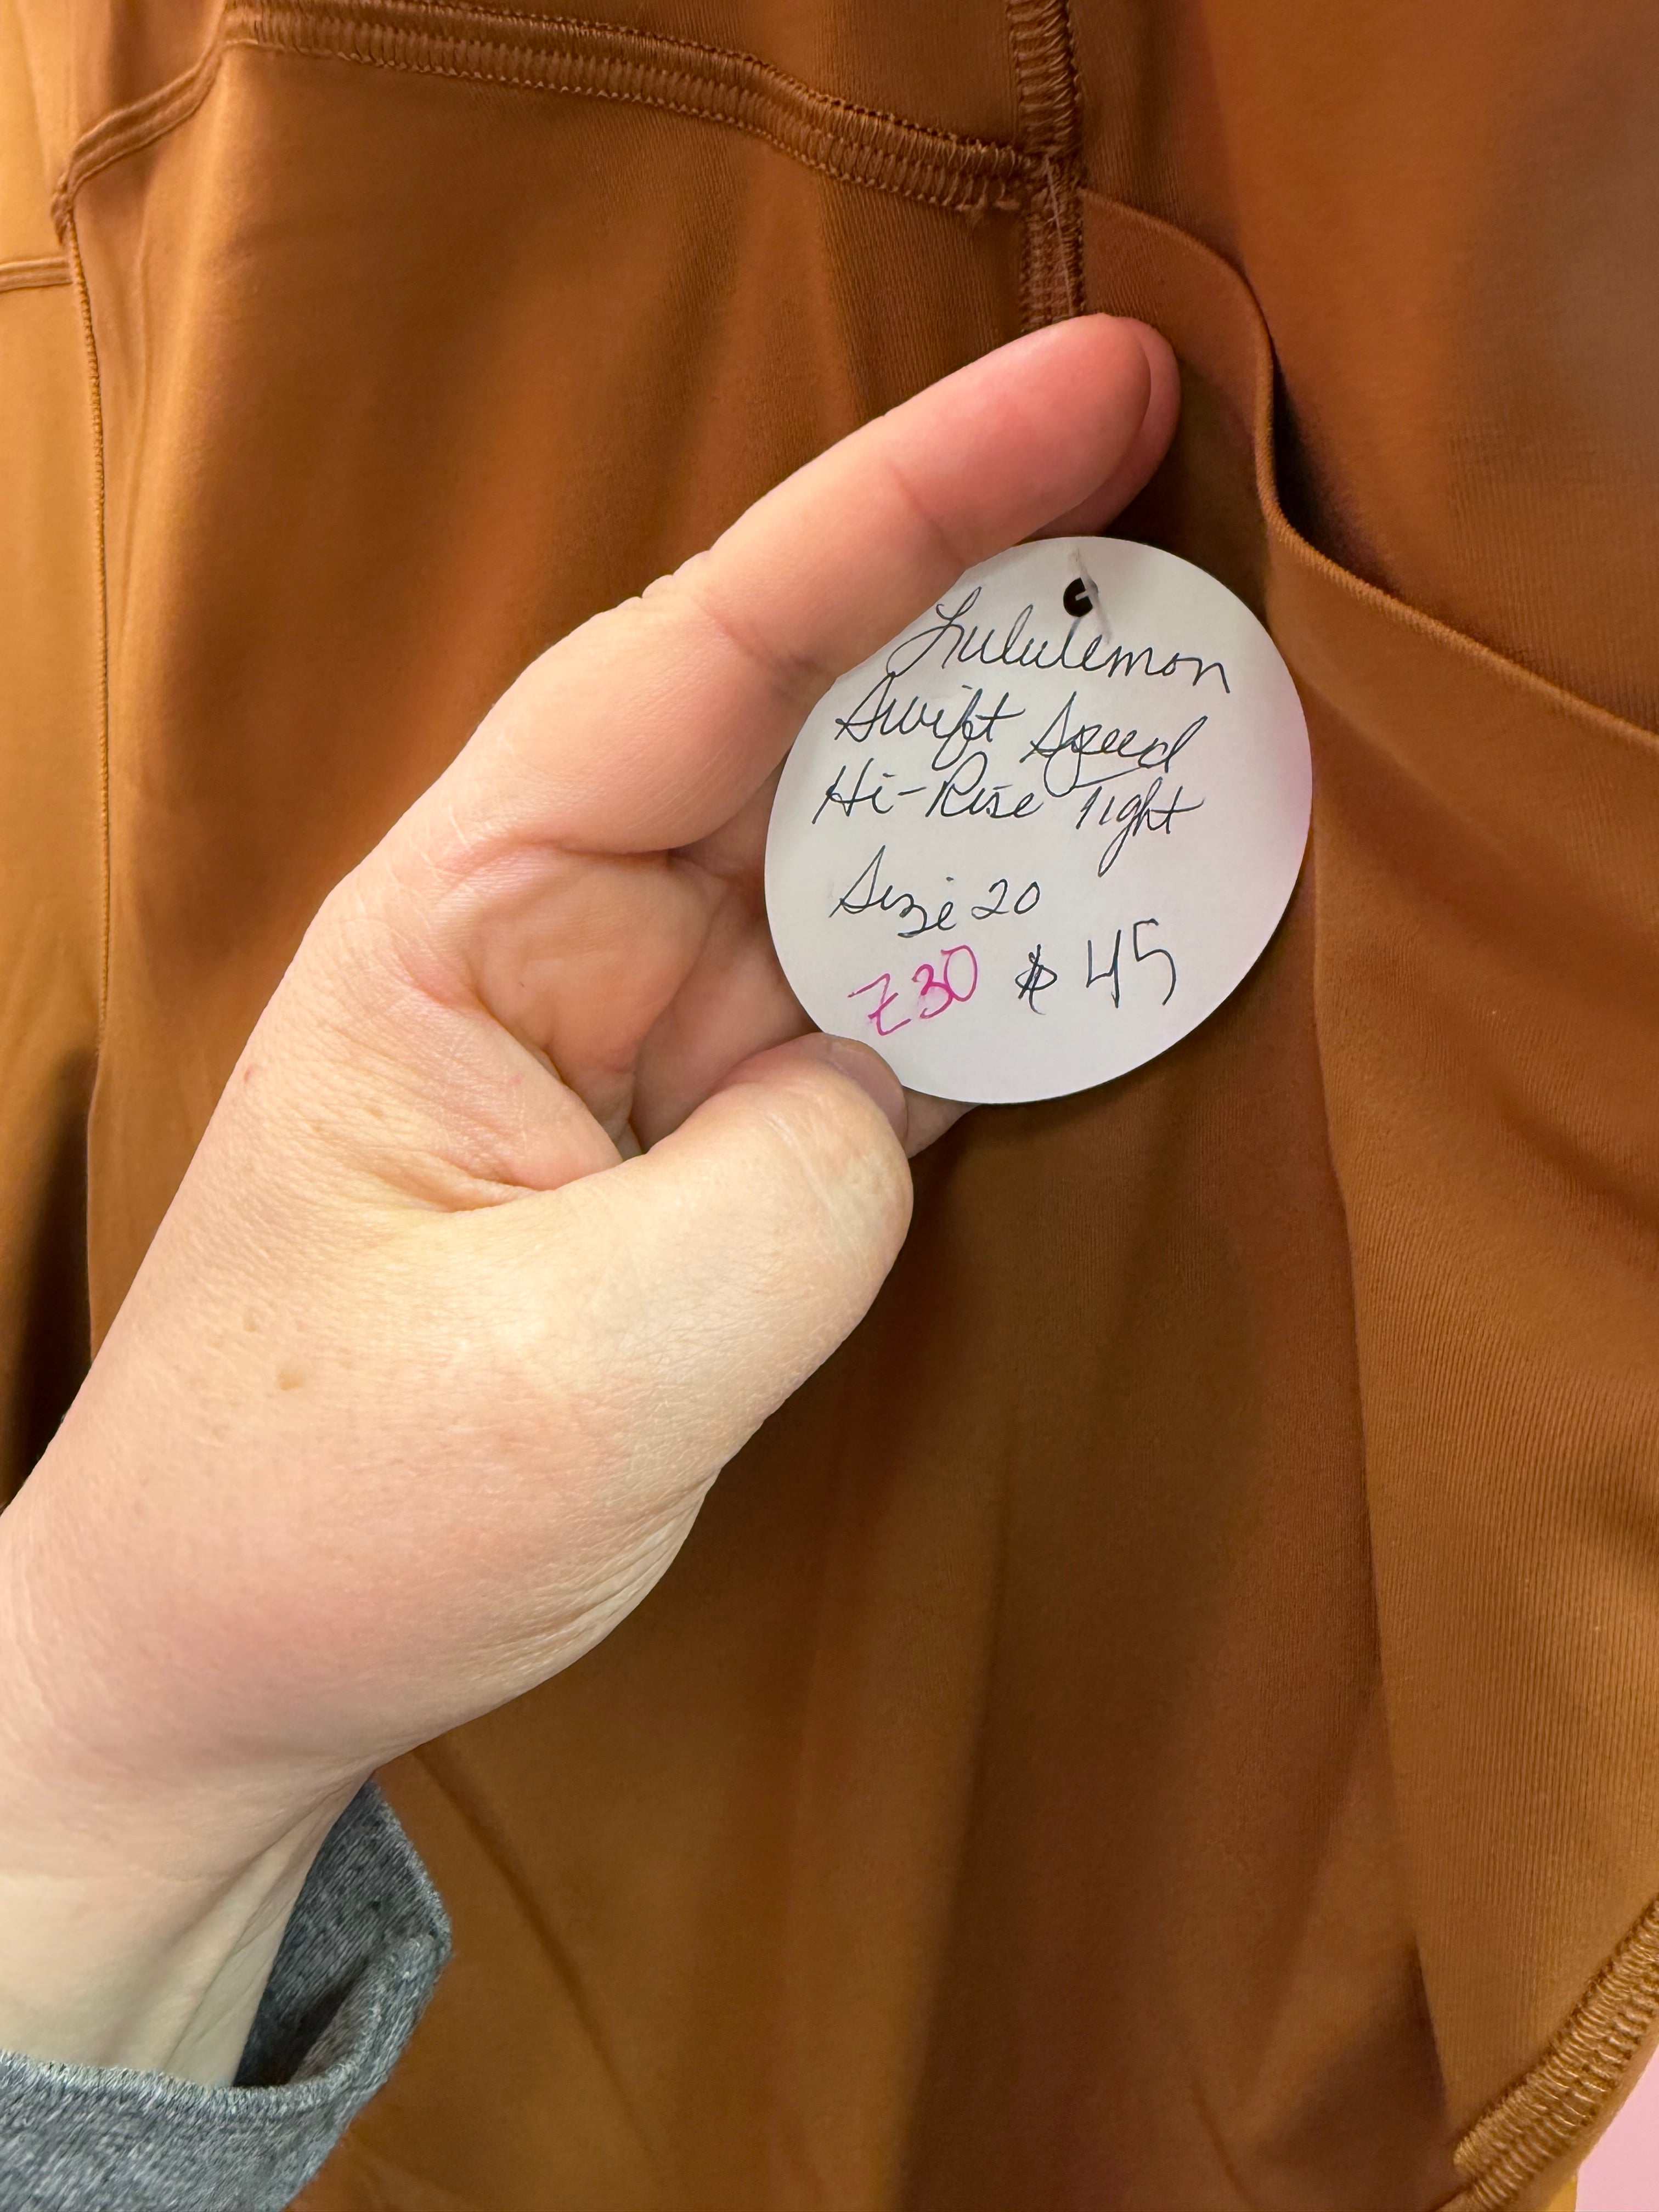 Lululemon
Swift Speed
Hi-Rise Tight
Size 20
Z30 $45